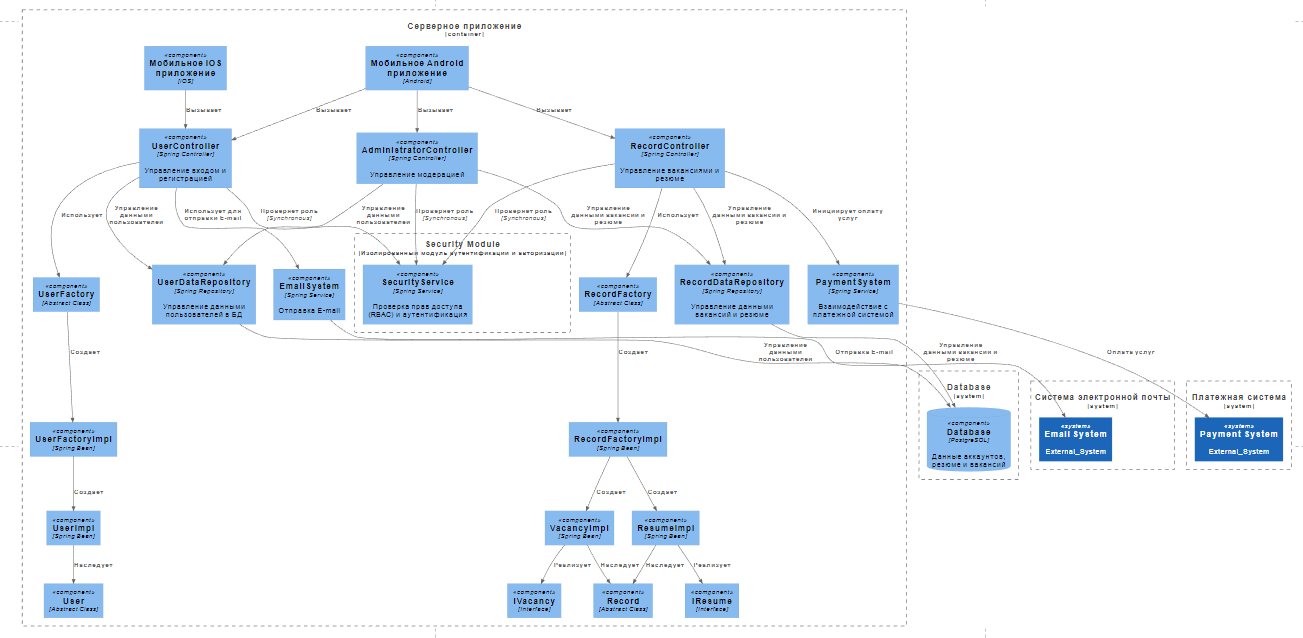 Серверное приложение
[container]
«component»
Мобильное IOS
приложение
[IOS]
«component»
Мобильное Android
приложение
[Android]
Вызывает
Вызывает
Вызывает
Вызывает
«component»
UserController
[Spring Controller]
Управление входом и
регистрацией
«component»
AdministratorController
[Spring Controller]
Управление модерацией
«component»
RecordController
[Spring Controller]
Управление вакансиями и
резюме
Использует
Управление
данными
пользователей
Использует для
отправки E-mail
Проверяет роль
[Synchronous]
Управление
данными
пользователей
Проверяет роль
[Synchronous]
Проверяет роль
[Synchronous]
Управление
данными вакансии и
резюме
Использует
Управление
данными вакансии и
резюме
Инициирует оплату
услуг
Security Module
[Изолированный модуль аутентификации и авторизации]
«component»
UserFactory
[Abstract Class]
«component»
UserDataRepository
[Spring Repository]
Управление данными
пользователей в БД
«component»
EmailSystem
[Spring Service]
Отправка E-mail
«component»
SecurityService
[Spring Service]
Проверка прав доступа
(RBAC) и аутентификация
«component»
RecordFactory
[Abstract Class]
«component»
RecordDataRepository
[Spring Repository]
Управление данными
вакансий и резюме
«component»
PaymentSystem
[Spring Service]
Взаимодействие с
платежной системой
Создает
Создает
Управление
данными
пользователей
Отправка E-mail
Управление
данными вакансии и
резюме
Оплата услуг
Database
[system]
«component»
Database
[PostgreSQL]
Данные аккаунтов,
резюме и вакансий
Система электронной почты
[system]
«system»
Email System
External_System
Платежная система
[system]
«system»
Payment System
External_System
«component»
UserFactoryImpl
[Spring Bean]
«component»
RecordFactoryImpl
[Spring Bean]
Создает
Создает
Создает
«component»
UserImpl
[Spring Bean]
«component»
VacancyImpl
[Spring Bean]
«component»
ResumeImpl
[Spring Bean]
Наследует
Реализует
Наследует
Наследует
Реализует
«component»
User
[Abstract Class]
«component»
IVacancy
[Interface]
«component»
Record
[Abstract Class]
«component»
IResume
[Interface]